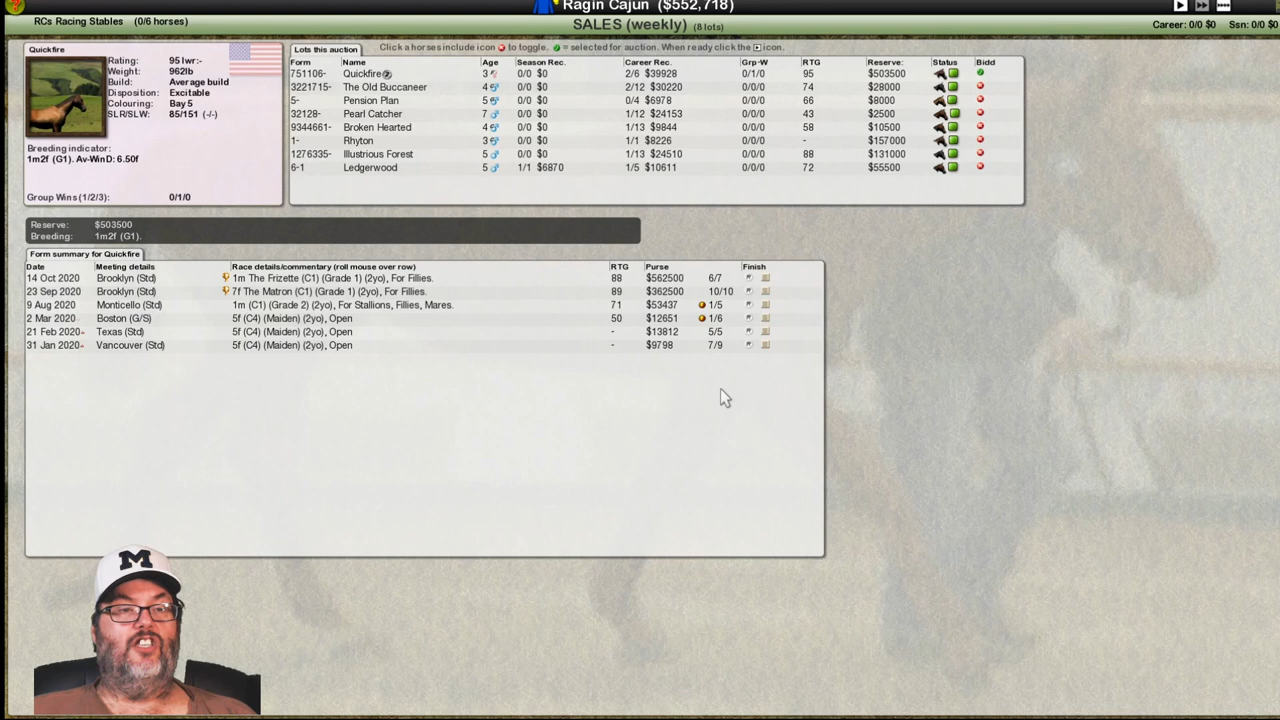 Ragin Cajun ($552,718)
RCs Racing Stables (0/6 horses)
SALES (weekly) (8 lots)
Career: 0/0 $0 Ssn: 0/0 $0
Quickfire
Rating: 95 lwr:-
Weight: 962lb
Build: Average build
Disposition: Excitable
Colouring: Bay 5
SLR/SLW: 85/151 (-/-)
Breeding indicator:
1m2f (G1). Av-WinD: 6.50f
Group Wins (1/2/3): 0/1/0
Lots this auction Click a horses include icon to toggle. = selected for auction. When ready click the icon.
Form Name Age Season Rec. Career Rec. Grp-W RTG Reserve: Status Bidd
751106- Quickfire 2 3 0/0 $0 2/6 $39928 0/1/0 95 $503500
3221715- The Old Buccaneer 4 0/0 $0 2/12 $30220 0/0/0 74 $28000
5- Pension Plan 5 0/0 $0 0/4 $6978 0/0/0 66 $8000
32128- Pearl Catcher 7 0/0 $0 1/12 $24153 0/0/0 43 $2500
9344661- Broken Hearted 4 0/0 $0 1/13 $9844 0/0/0 58 $10500
1- Rhyton 3 0/0 $0 1/1 $8226 0/0/0 - $157000
1276335- Illustrious Forest 5 0/0 $0 1/13 $24510 0/0/0 88 $131000
6-1 Ledgerwood 5 1/1 $6870 1/5 $10611 0/0/0 72 $55500
Reserve: $503500
Breeding: 1m2f (G1).
Form summary for Quickfire
Date Meeting details Race details/commentary (roll mouse over row) RTG Purse Finish
14 Oct 2020 Brooklyn (Std) 1m The Frizette (C1) (Grade 1) (2yo), For Fillies. 88 $562500 6/7
23 Sep 2020 Brooklyn (Std) 7f The Matron (C1) (Grade 1) (2yo), For Fillies. 89 $362500 10/10
9 Aug 2020 Monticello (Std) 1m (C1) (Grade 2) (2yo), For Stallions, Fillies, Mares. 71 $53437 1/5
2 Mar 2020 Boston (G/S) 5f (C4) (Maiden) (2yo), Open 50 $12651 1/6
21 Feb 2020 Texas (Std) 5f (C4) (Maiden) (2yo), Open - $13812 5/5
31 Jan 2020 Vancouver (Std) 5f (C4) (Maiden) (2yo), Open - $9798 7/9
M